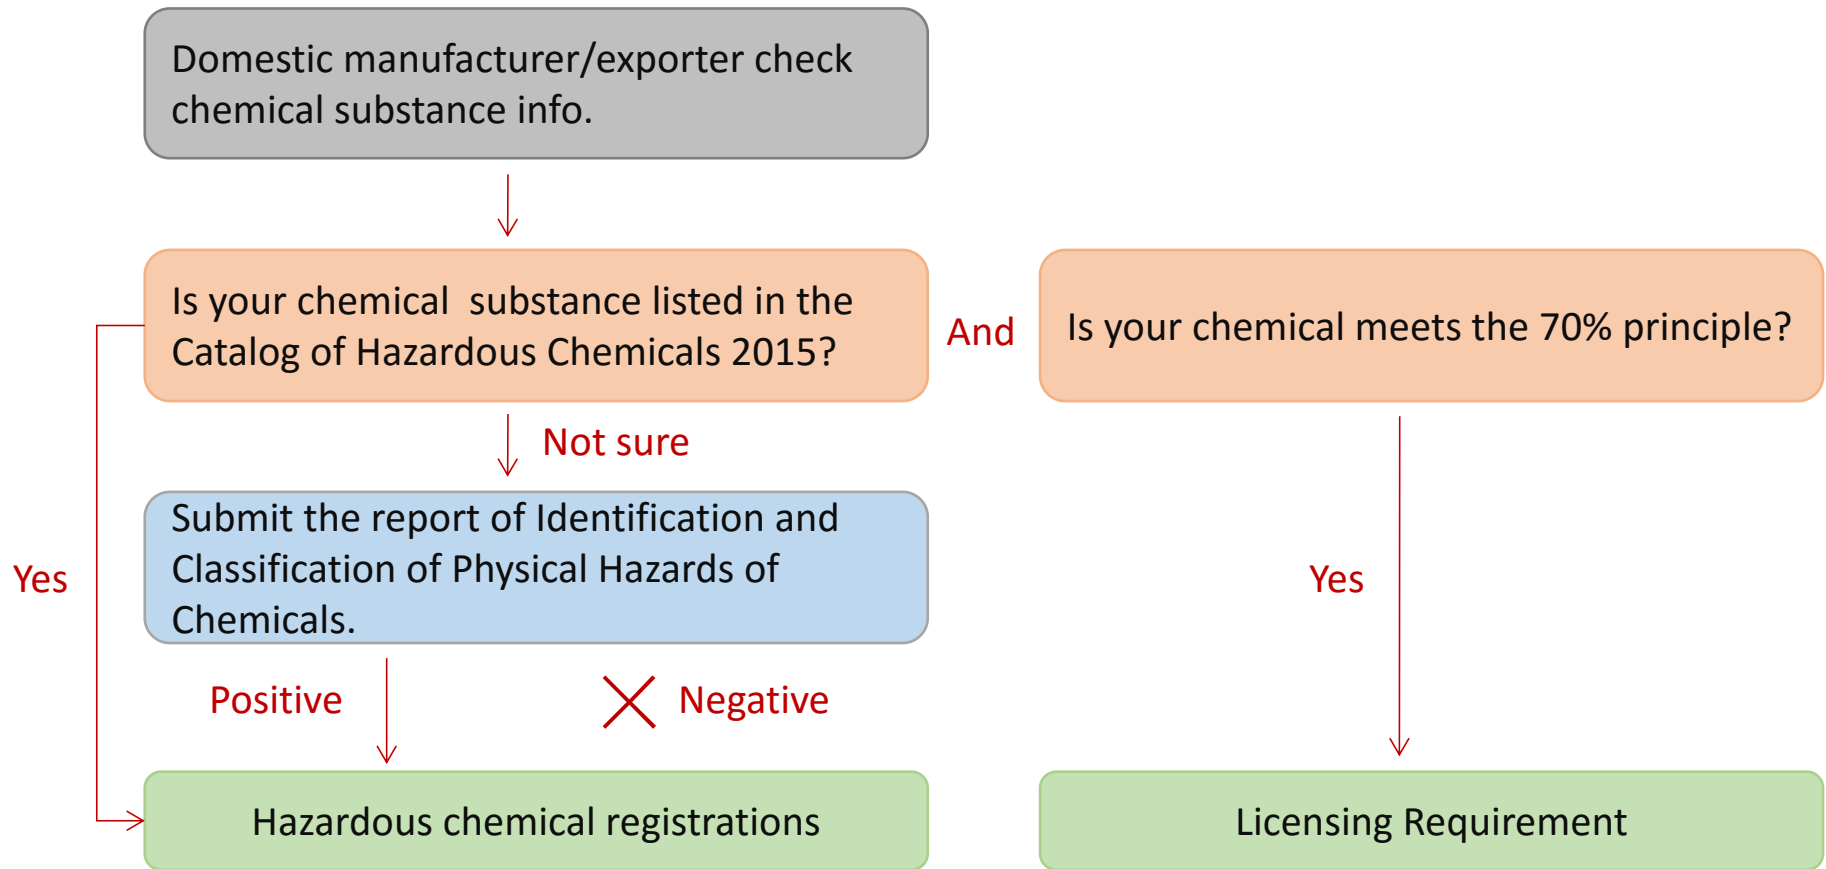 Domestic manufacturer/exporter check
chemical substance info.
Is your chemical  substance listed in the
Catalog of Hazardous Chemicals 2015?
And
Is your chemical meets the 70% principle?
Not sure
Submit the report of Identification and
Classification of Physical Hazards of
Chemicals.
Yes
Yes
Positive
Negative
Hazardous chemical registrations
Licensing Requirement